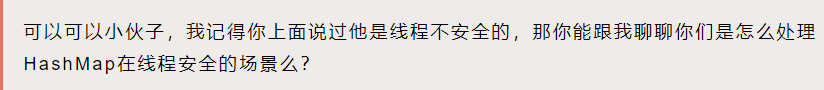 可以可以小伙子，我记得你上面说过他是线程不安全的，那你能跟我聊聊你们是怎么处理
HashMap在线程安全的场景么？